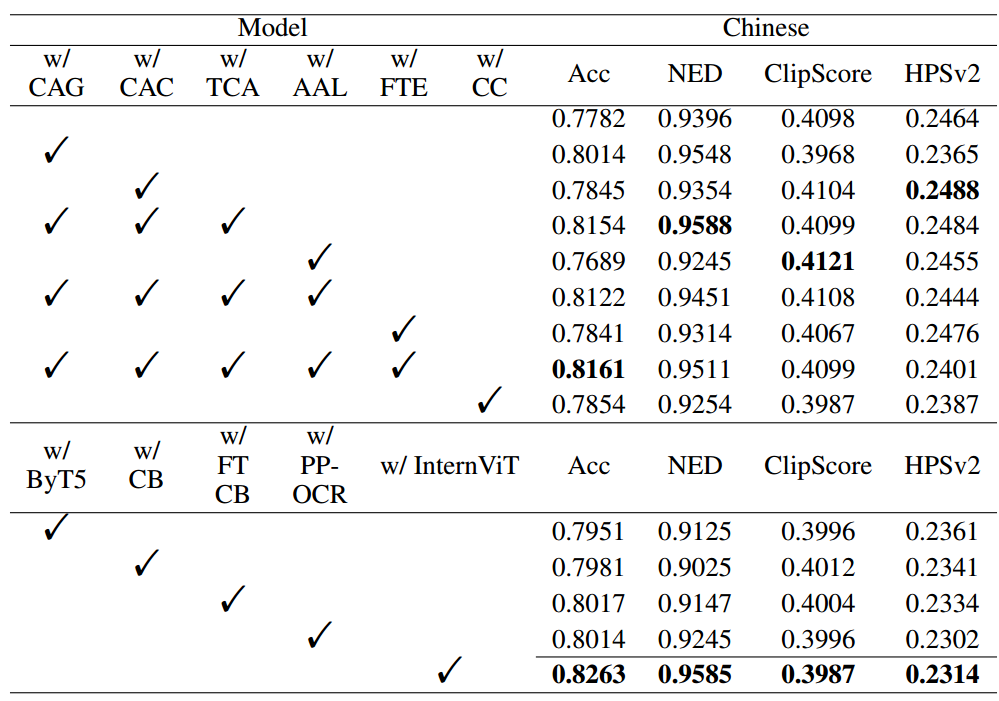 Model Chinese
w/ CAG w/ CAC w/ TCA w/ AAL w/ FTE w/ CC Acc NED ClipScore HPSv2
0.7782 0.9396 0.4098 0.2464
✓ 0.8014 0.9548 0.3968 0.2365
✓ 0.7845 0.9354 0.4104 0.2488
✓ ✓ ✓ 0.8154 0.9588 0.4099 0.2484
✓ 0.7689 0.9245 0.4121 0.2455
✓ ✓ ✓ ✓ 0.8122 0.9451 0.4108 0.2444
✓ 0.7841 0.9314 0.4067 0.2476
✓ ✓ ✓ ✓ ✓ 0.8161 0.9511 0.4099 0.2401
✓ 0.7854 0.9254 0.3987 0.2387
w/ ByT5 w/ CB w/ FT CB w/ PP-OCR w/ InternViT Acc NED ClipScore HPSv2
✓ 0.7951 0.9125 0.3996 0.2361
✓ 0.7981 0.9025 0.4012 0.2341
✓ 0.8017 0.9147 0.4004 0.2334
✓ 0.8014 0.9245 0.3996 0.2302
✓ 0.8263 0.9585 0.3987 0.2314